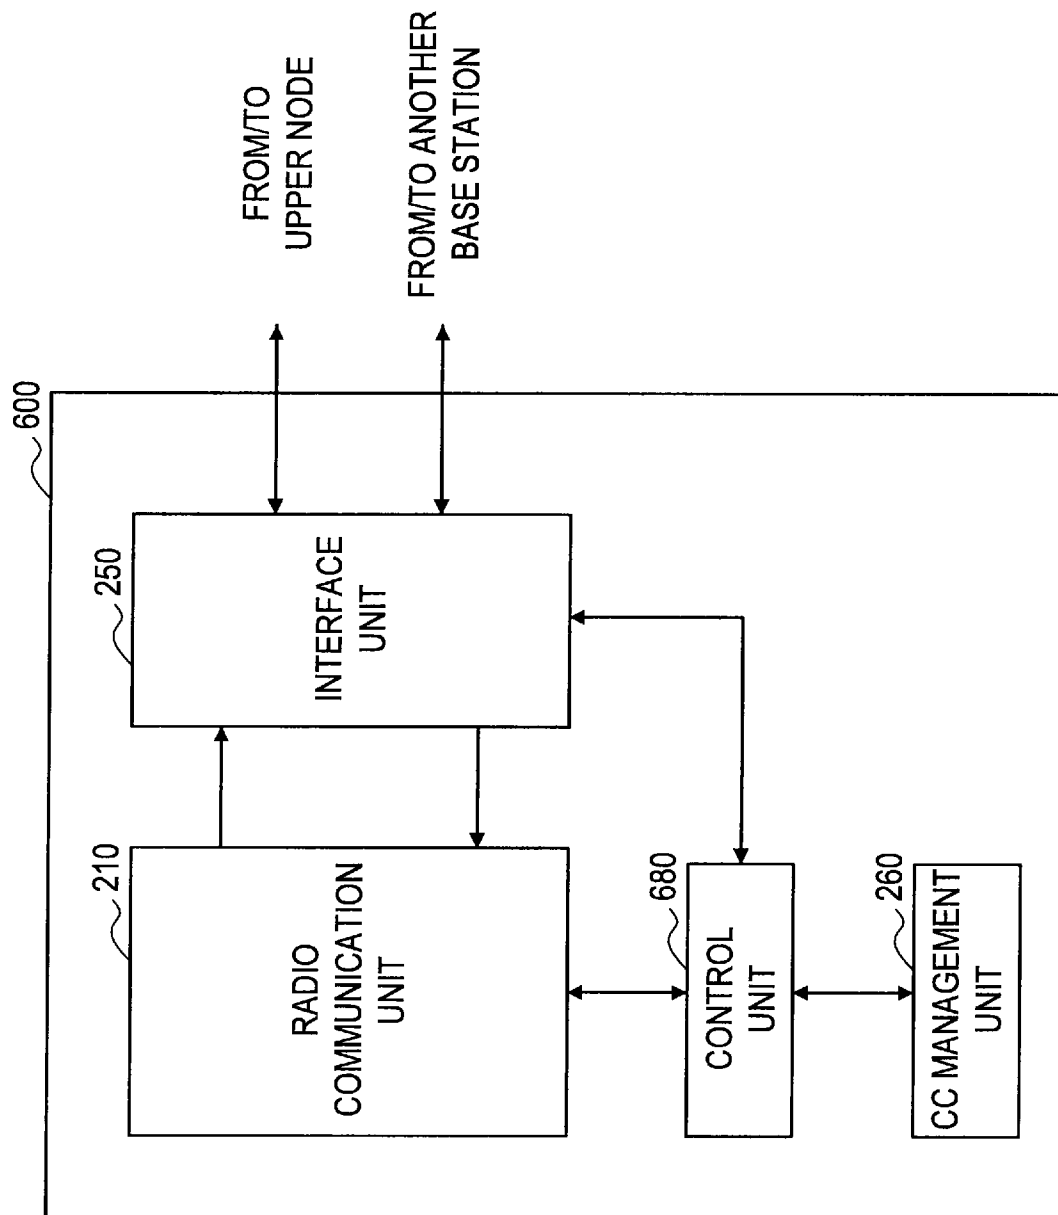 600
210
RADIO
COMMUNICATION
UNIT
250
INTERFACE
UNIT
FROM/TO
UPPER NODE
FROM/TO ANOTHER
BASE STATION
680
CONTROL
UNIT
260
CC MANAGEMENT
UNIT